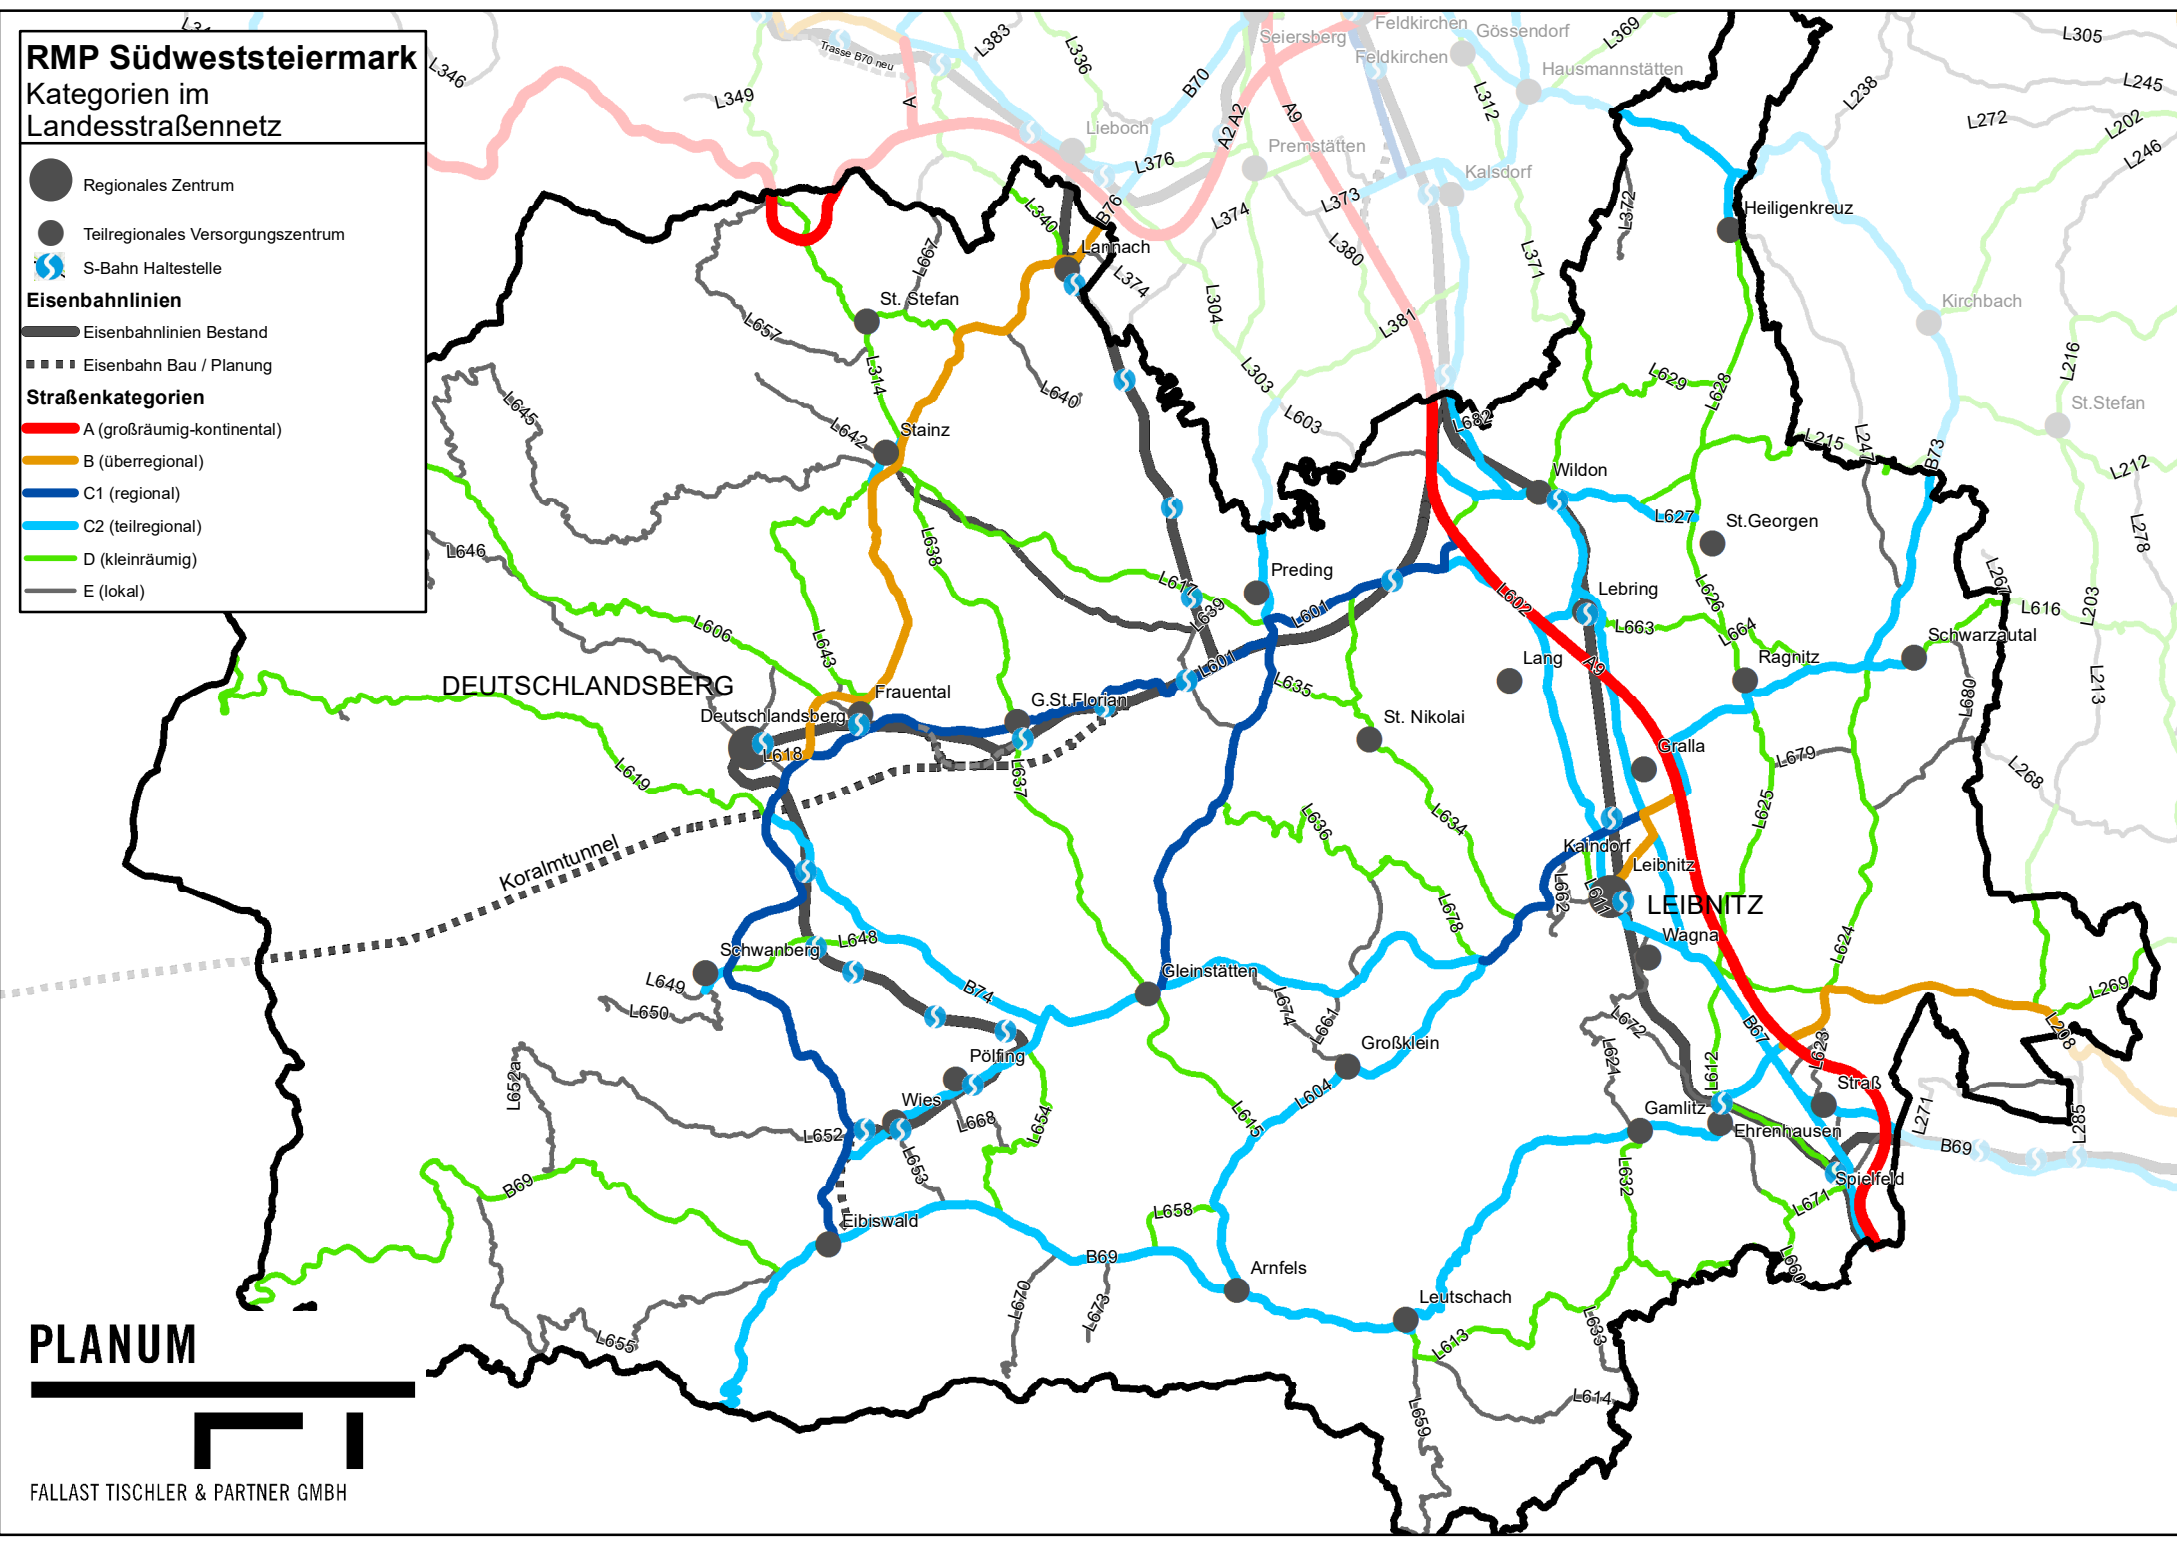 RMP Südweststeiermark
Kategorien im
Landesstraßennetz
Regionales Zentrum
Teilregionales Versorgungszentrum
S-Bahn Haltestelle
Eisenbahnlinien
Eisenbahnlinien Bestand
Eisenbahn Bau / Planung
Straßenkategorien
A (großräumig-kontinental)
B (überregional)
C1 (regional)
C2 (teilregional)
D (kleinräumig)
E (lokal)
L346
Trasse B70 neu
L383
L336
L349
A
B70
Seiersberg
Feldkirchen
Feldkirchen
Gössendorf
L369
Hausmannstätten
L305
L245
L238
L272
L202
L246
L312
A9
A2
A2
Lieboch
L376
Premstätten
Kalsdorf
L373
L374
L380
L371
L372
Heiligenkreuz
L340
B76
Lannach
L374
L667
St. Stefan
L657
L314
L304
L381
Kirchbach
L216
St.Stefan
L645
L642
L640
Stainz
L303
L603
L682
L629
L628
L215
L247
B73
L212
Wildon
L627
St.Georgen
L278
L646
L638
L617
L639
Preding
L601
L602
Lebring
L663
L626
L664
L267
L616
L203
Schwarzautal
L606
L643
L601
L635
Lang
A9
Ragnitz
L213
DEUTSCHLANDSBERG
Deutschlandsberg
Frauental
G.St.Florian
St. Nikolai
L680
L618
L619
L637
Gralla
L679
L268
L636
L634
L625
Koralmtunnel
Kaindorf
Leibnitz
L662
L611
LEIBNITZ
L678
Wagna
L624
Schwanberg
L648
L649
L650
B74
Gleinstätten
L674
L661
L672
B67
L269
L208
L652a
Pölfing
Großklein
L621
L612
L623
Straß
Wies
L668
L654
L604
L615
Gamlitz
Ehrenhausen
L271
L285
B69
L652
L653
B69
L658
L632
L671
Spielfeld
Eibiswald
B69
L660
Arnfels
L670
L673
Leutschach
L613
L633
L655
L614
L659
PLANUM
FALLAST TISCHLER & PARTNER GMBH